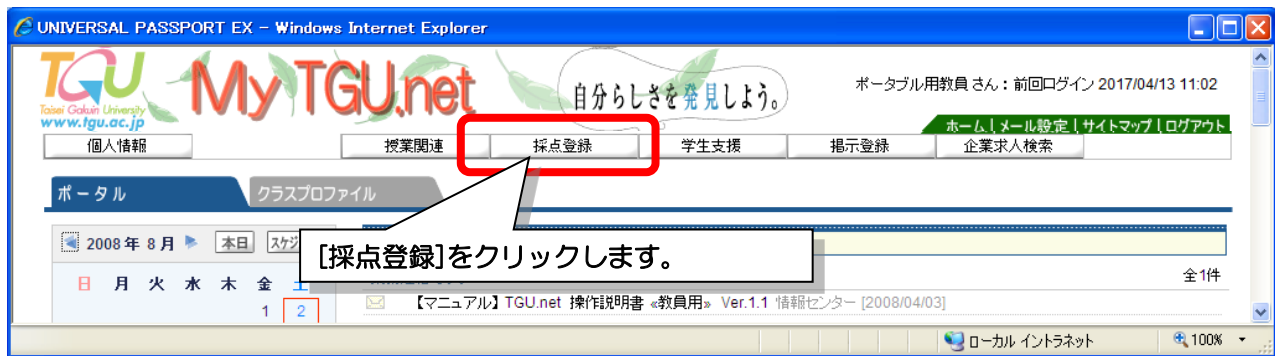 UNIVERSAL PASSPORT EX - Windows Internet Explorer
TGU
Taisei Gakuin University
www.tgu.ac.jp
My TGU.net
自分らしさを発見しよう。
ポータブル用教員 さん：前回ログイン 2017/04/13 11:02
ホーム | メール設定 | サイトマップ | ログアウト
個人情報 授業関連 採点登録 学生支援 掲示登録 企業求人検索
ポータル クラスプロファイル
2008年 8月 本日 スケジ
[採点登録]をクリックします。
全1件
日 月 火 水 木 金 土
【マニュアル】TGU.net 操作説明書 «教員用» Ver.1.1 情報センター [2008/04/03]
1 2
ローカル イントラネット 100%